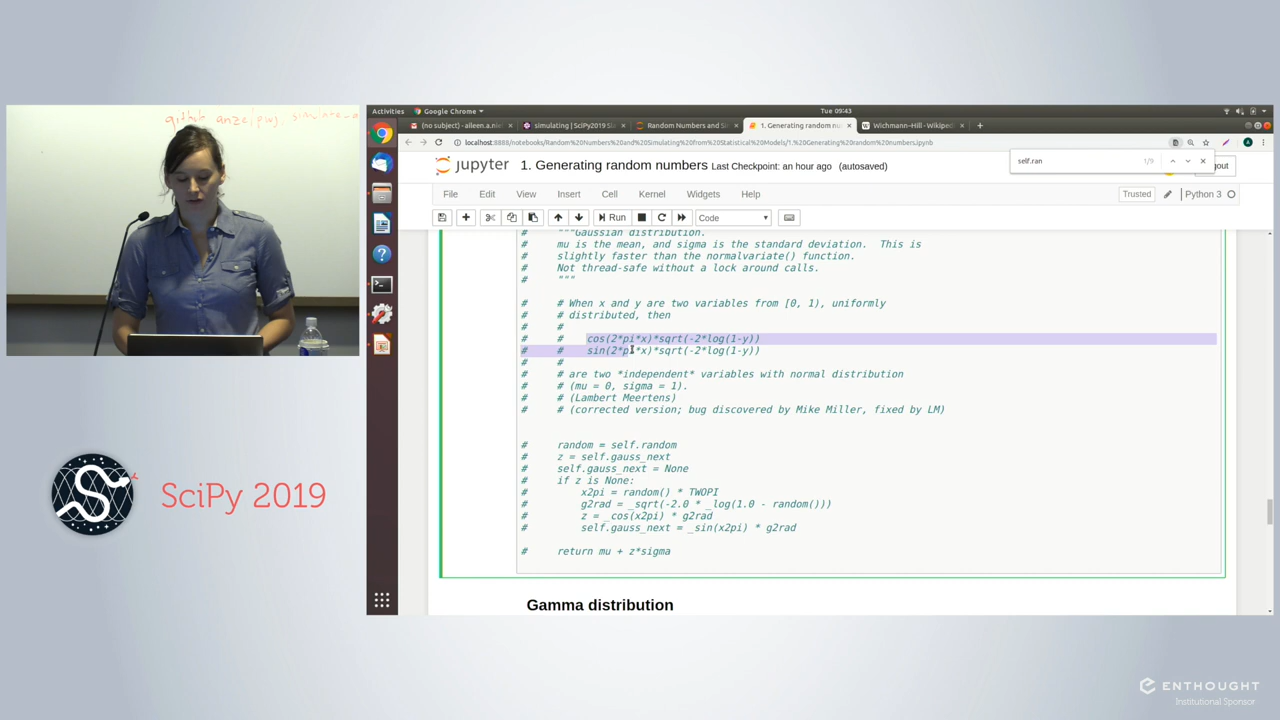 github
Activities
Google Chrome
Tue 09:43
(no subject) - aileen.a.nie
simulating | SciPy2019 S
Random Numbers and Si
1. Generating random nu
Wichmann-Hill - Wikiped
localhost:8888/notebooks/Random%20Numbers%20and%20Simulating%20from%20Statistical%20Models/1.%20Generating%20random%20numbers.ipynb
self.ran
1/9
jupyter
1. Generating random numbers
Last Checkpoint: an hour ago
(autosaved)
File Edit View Insert Cell Kernel Widgets Help
Trusted
Python 3
Run
Code
# """Gaussian distribution.
# mu is the mean, and sigma is the standard deviation. This is
# slightly faster than the normalvariate() function.
# Not thread-safe without a lock around calls.
# """
# # When x and y are two variables from [0, 1), uniformly
# # distributed, then
# #
# # cos(2*pi*x)*sqrt(-2*log(1-y))
# # sin(2*pi*x)*sqrt(-2*log(1-y))
# #
# # are two *independent* variables with normal distribution
# # (mu = 0, sigma = 1).
# # (Lambert Meertens)
# # (corrected version; bug discovered by Mike Miller, fixed by LM)
# random = self.random
# z = self.gauss_next
# self.gauss_next = None
# if z is None:
# x2pi = random() * TWOPI
# g2rad = _sqrt(-2.0 * _log(1.0 - random()))
# z = _cos(x2pi) * g2rad
# self.gauss_next = _sin(x2pi) * g2rad
# return mu + z*sigma
Gamma distribution
SciPy 2019
ENTHOUGHT
Institutional Sponsor